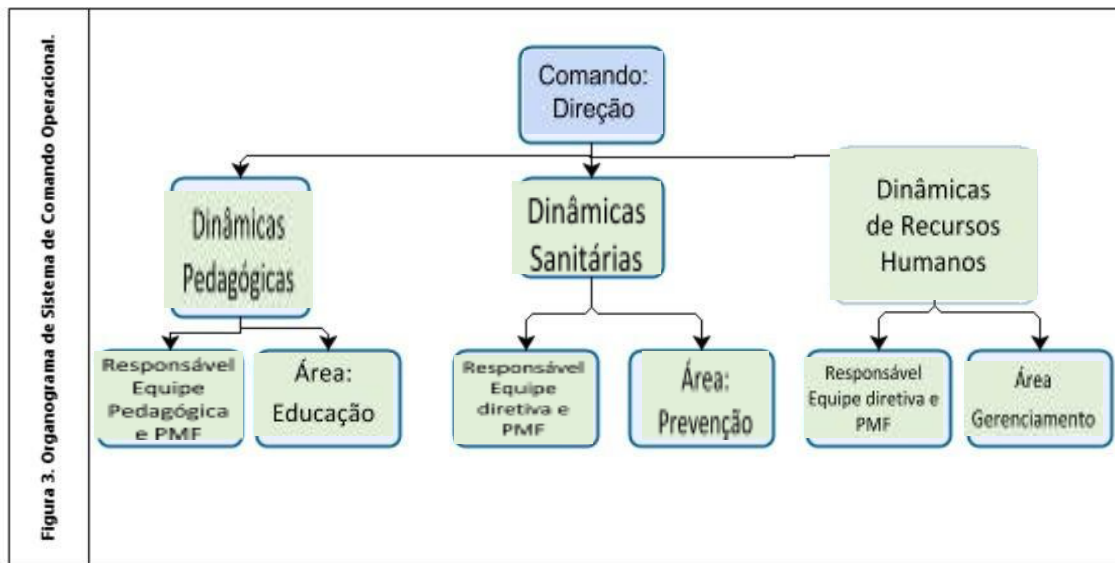 Figura 3. Organograma de Sistema de Comando Operacional.
Comando:
Direção
Dinâmicas
Pedagógicas
Dinâmicas
Sanitárias
Dinâmicas
de Recursos
Humanos
Responsável
Equipe
Pedagógica
e PMF
Área:
Educação
Responsável
Equipe
diretiva e
PMF
Área:
Prevenção
Responsável
Equipe diretiva e
PMF
Área
Gerenciamento